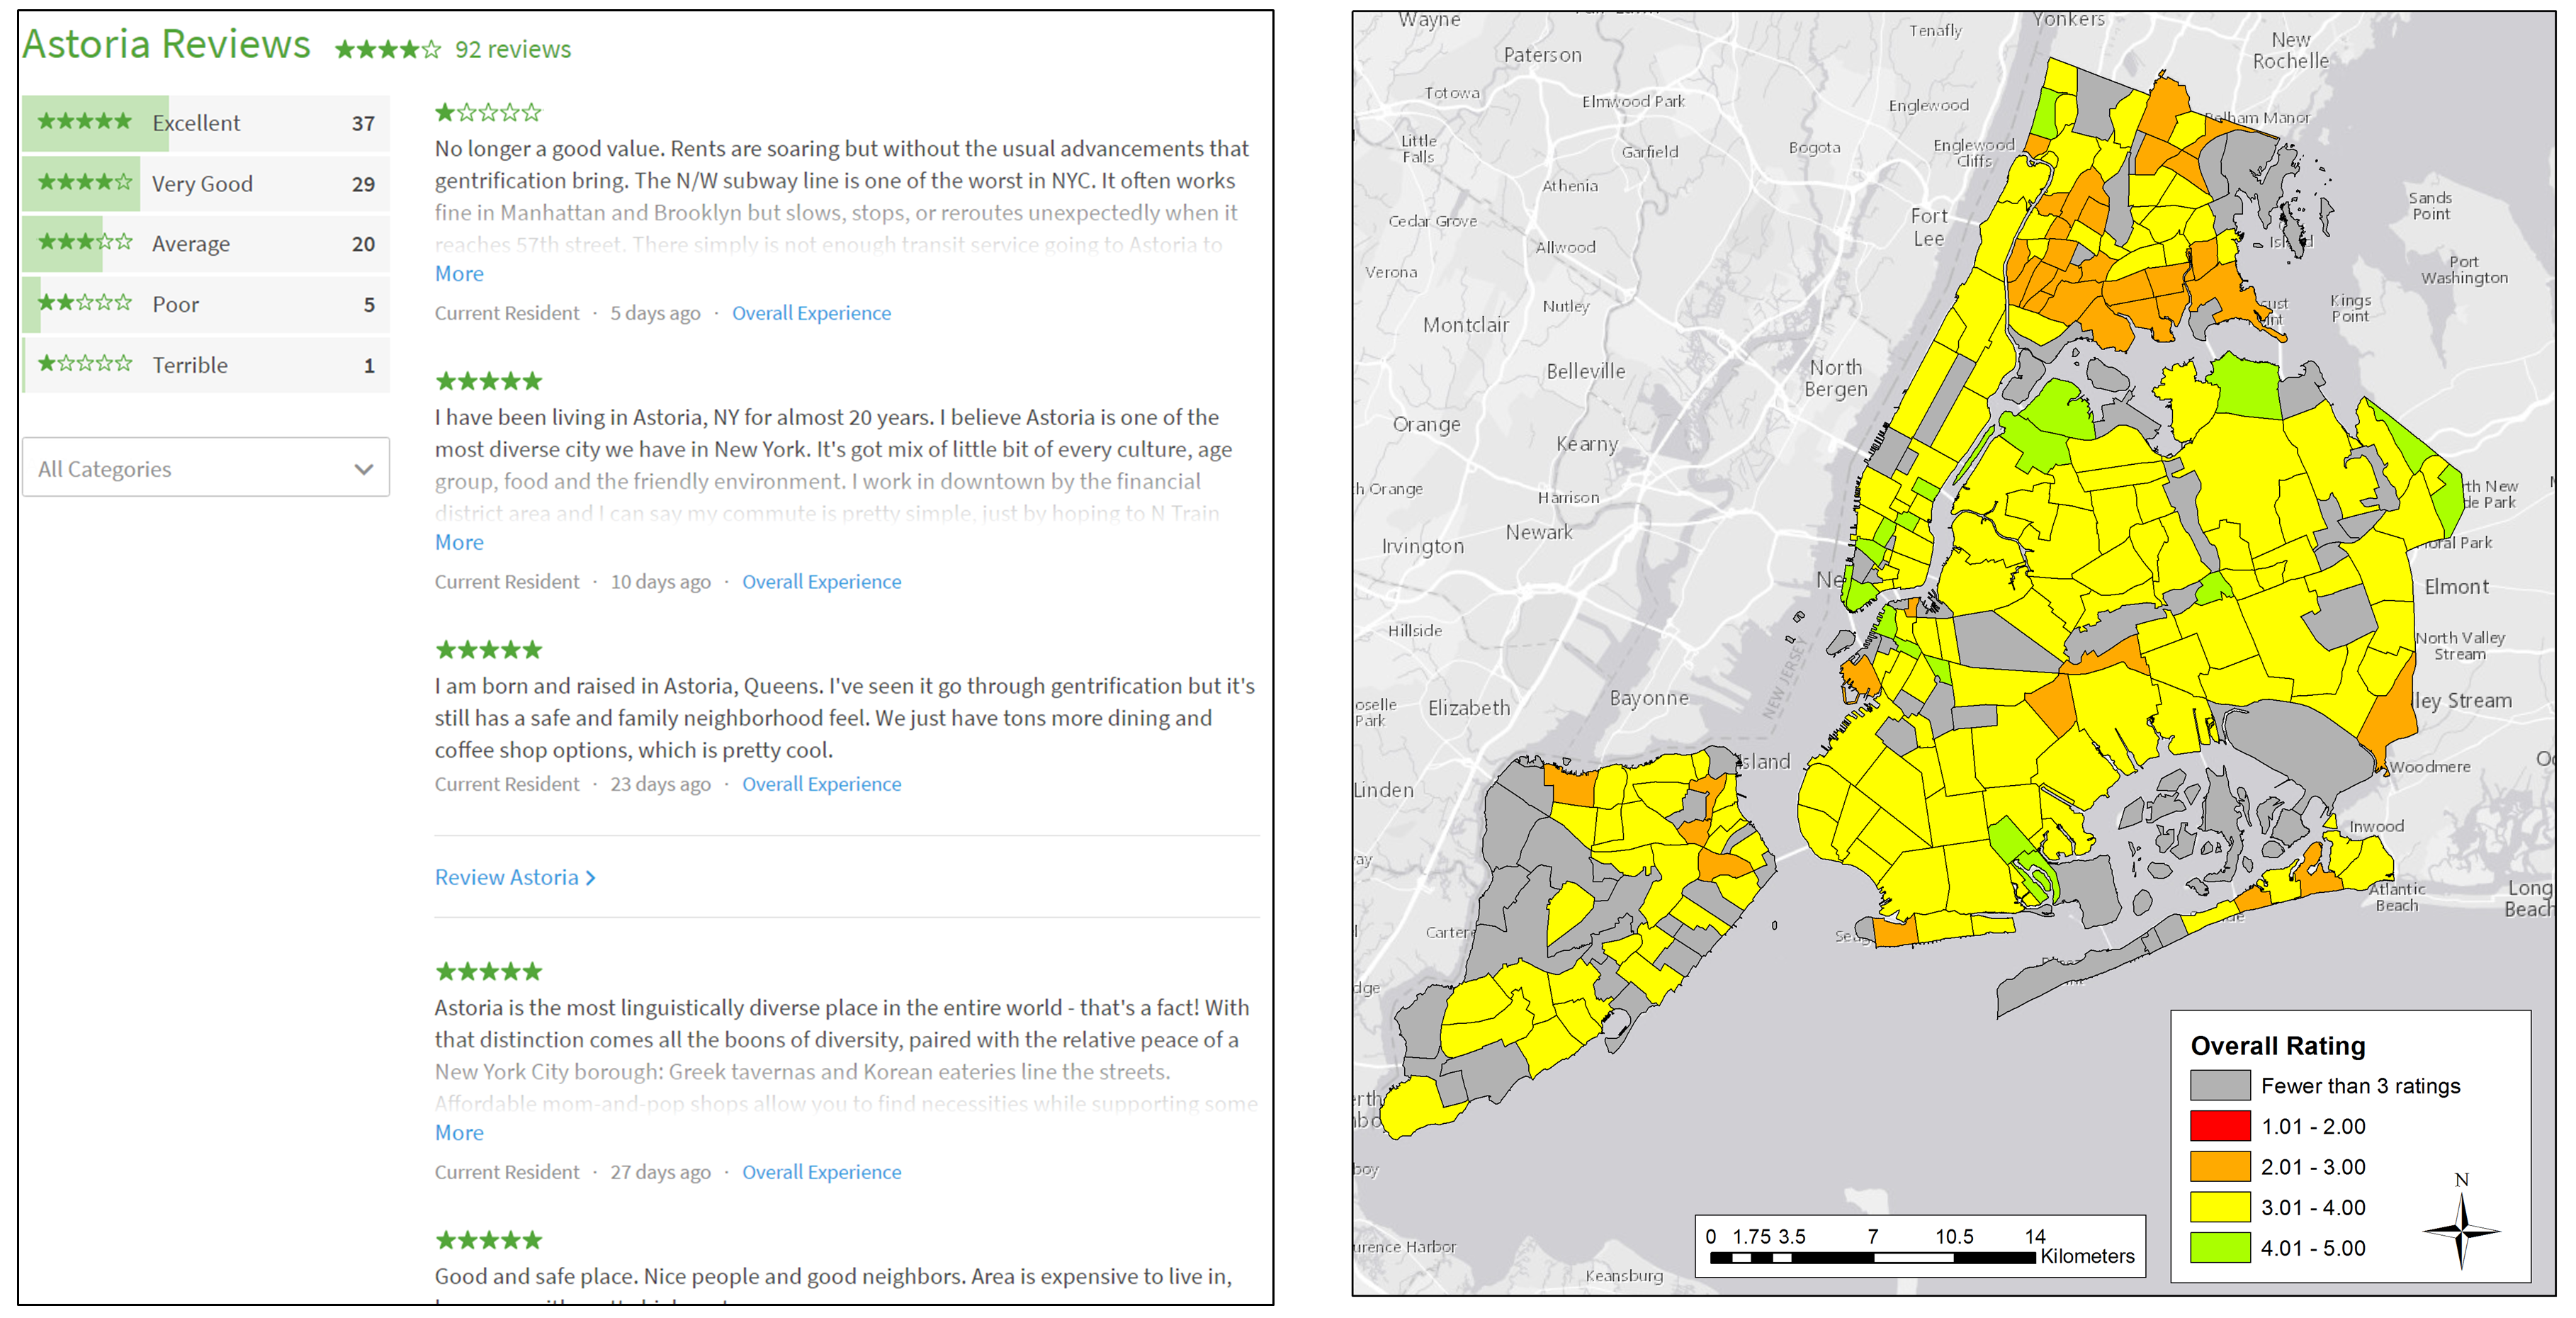 Astoria Reviews ★★★★☆ 92 reviews
★★★★★ Excellent 37
★★★★☆ Very Good 29
★★★☆☆ Average 20
★★☆☆☆ Poor 5
★☆☆☆☆ Terrible 1
All Categories
★☆☆☆☆
No longer a good value. Rents are soaring but without the usual advancements that
gentrification bring. The N/W subway line is one of the worst in NYC. It often works
fine in Manhattan and Brooklyn but slows, stops, or reroutes unexpectedly when it
reaches 57th street. There simply is not enough transit service going to Astoria to
More
Current Resident · 5 days ago · Overall Experience
★★★★★
I have been living in Astoria, NY for almost 20 years. I believe Astoria is one of the
most diverse city we have in New York. It's got mix of little bit of every culture, age
group, food and the friendly environment. I work in downtown by the financial
district area and I can say my commute is pretty simple, just by hoping to N Train
More
Current Resident · 10 days ago · Overall Experience
★★★★★
I am born and raised in Astoria, Queens. I've seen it go through gentrification but it's
still has a safe and family neighborhood feel. We just have tons more dining and
coffee shop options, which is pretty cool.
Current Resident · 23 days ago · Overall Experience
Review Astoria >
★★★★★
Astoria is the most linguistically diverse place in the entire world - that's a fact! With
that distinction comes all the boons of diversity, paired with the relative peace of a
New York City borough: Greek tavernas and Korean eateries line the streets.
Affordable mom-and-pop shops allow you to find necessities while supporting some
More
Current Resident · 27 days ago · Overall Experience
★★★★★
Good and safe place. Nice people and good neighbors. Area is expensive to live in,
Wayne
Yonkers
Tenafly
New
Rochelle
Paterson
Totowa
Elmwood Park
Englewood
Pelham Manor
Little
Falls
Garfield
Bogota
Englewood
Cliffs
Athenia
Sands
Point
Cedar Grove
Fort
Lee
Allwood
Island
Verona
Port
Washington
Nutley
Kings
Point
Montclair
Belleville
North
Bergen
Orange
Kearny
h Orange
Harrison
rth New
de Park
Newark
Irvington
oral Park
Ne
Elmont
Hillside
North Valley
Stream
NEW JERSEY
Bayonne
Elizabeth
oselle
Park
ley Stream
Island
Woodmere
Linden
Inwood
ay
Atlantic
Beach
Long
Beach
Carter
Sea
dge
erth
boy
urence Harbor
Keansburg
Overall Rating
Fewer than 3 ratings
1.01 - 2.00
2.01 - 3.00
3.01 - 4.00
4.01 - 5.00
N
0 1.75 3.5 7 10.5 14
Kilometers